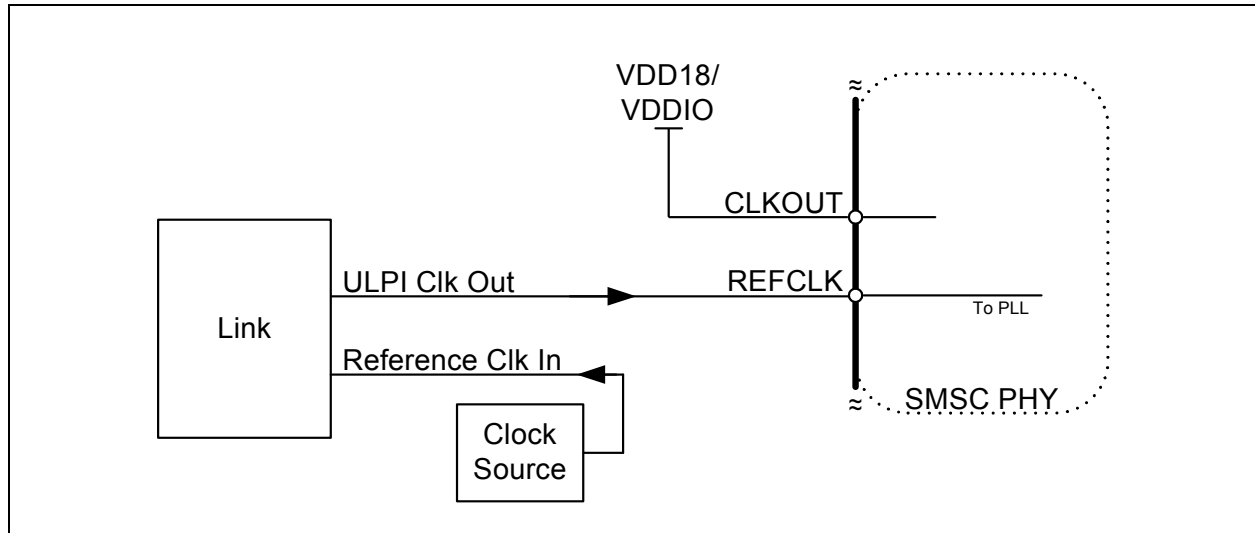 VDD18/
VDDIO
CLKOUT
ULPI Clk Out
REFCLK
To PLL
Link
Reference Clk In
SMSC PHY
Clock
Source